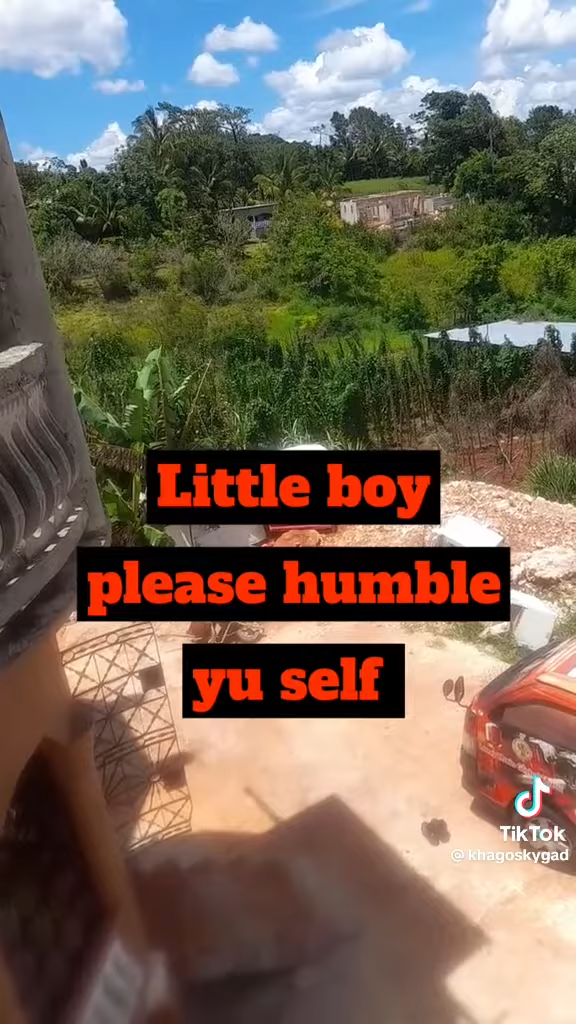 Little boy
please humble
yu self
TikTok
@khagoskygad